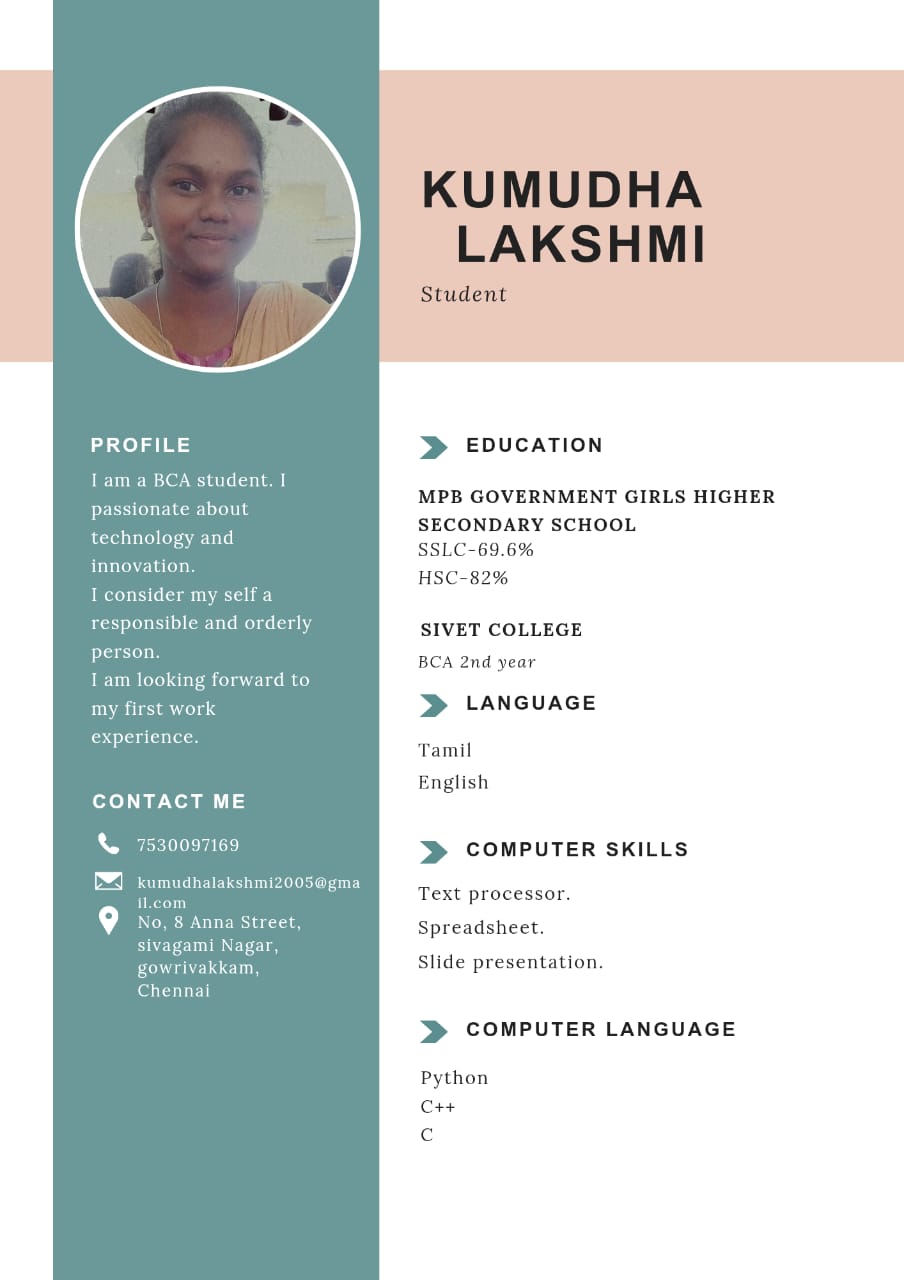 KUMUDHA
LAKSHMI
Student
PROFILE
I am a BCA student. I
passionate about
technology and
innovation.
I consider my self a
responsible and orderly
person.
I am looking forward to
my first work
experience.
CONTACT ME
7530097169
kumudhalakshmi2005@gma
il.com
No, 8 Anna Street,
sivagami Nagar,
gowrivakkam,
Chennai
EDUCATION
MPB GOVERNMENT GIRLS HIGHER
SECONDARY SCHOOL
SSLC-69.6%
HSC-82%
SIVET COLLEGE
BCA 2nd year
LANGUAGE
Tamil
English
COMPUTER SKILLS
Text processor.
Spreadsheet.
Slide presentation.
COMPUTER LANGUAGE
Python
C++
C